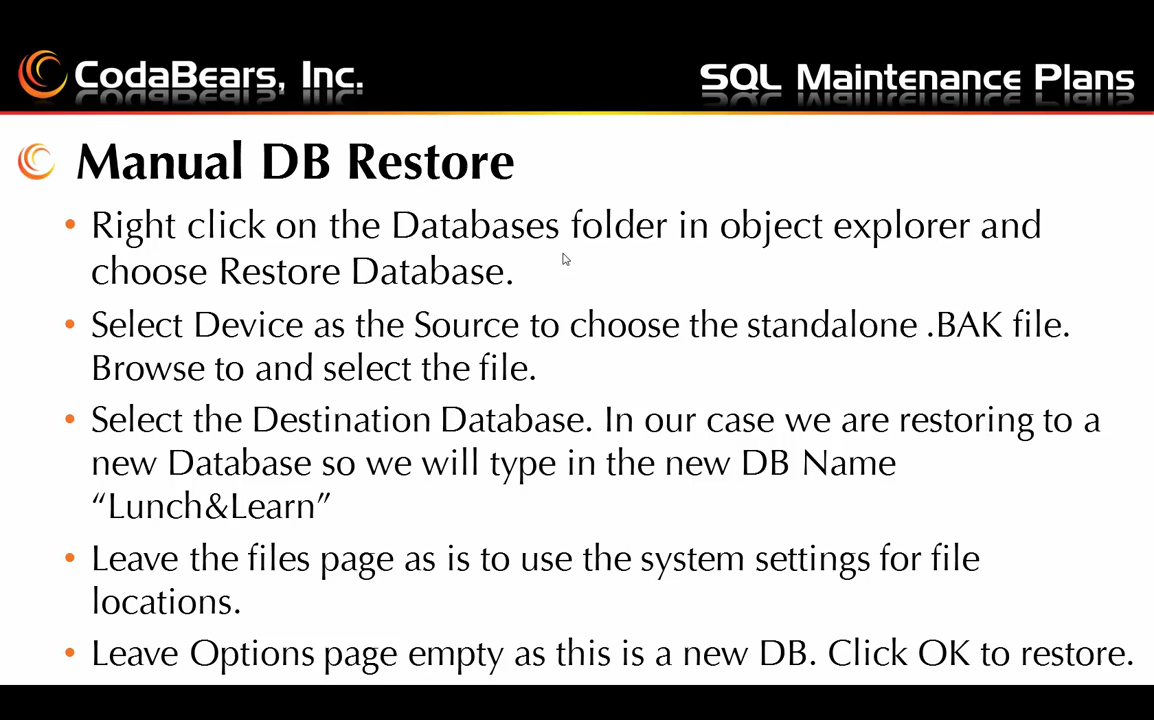 CodaBears, Inc.
SQL Maintenance Plans
Manual DB Restore
• Right click on the Databases folder in object explorer and
choose Restore Database.
• Select Device as the Source to choose the standalone .BAK file.
Browse to and select the file.
• Select the Destination Database. In our case we are restoring to a
new Database so we will type in the new DB Name
“Lunch&Learn”
• Leave the files page as is to use the system settings for file
locations.
• Leave Options page empty as this is a new DB. Click OK to restore.